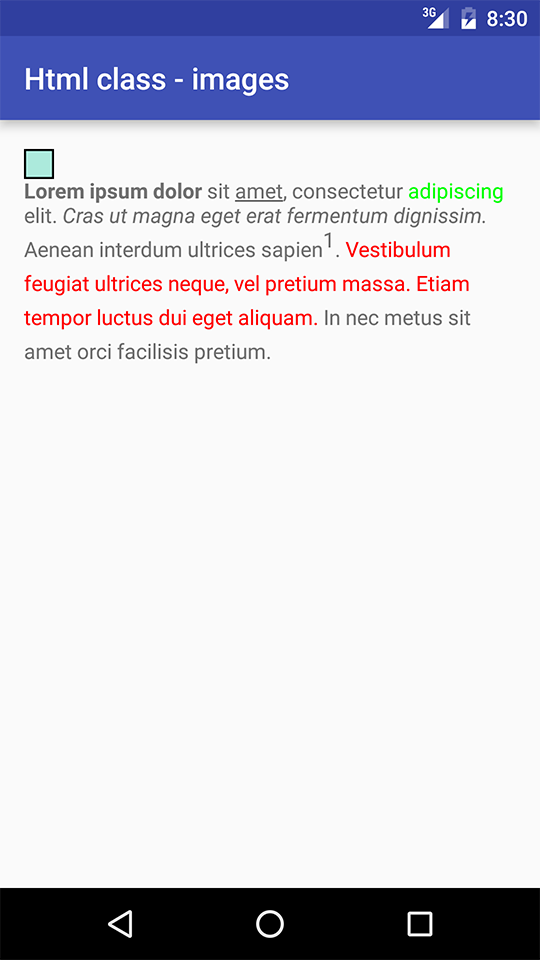 3G 8:30
Html class - images
Lorem ipsum dolor sit amet, consectetur adipiscing
elit. Cras ut magna eget erat fermentum dignissim.
Aenean interdum ultrices sapien1. Vestibulum
feugiat ultrices neque, vel pretium massa. Etiam
tempor luctus dui eget aliquam. In nec metus sit
amet orci facilisis pretium.